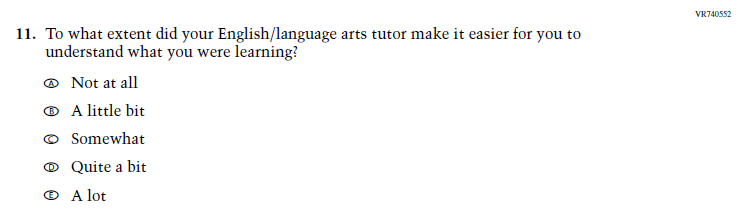 VR740552
11. To what extent did your English/language arts tutor make it easier for you to
understand what you were learning?
A Not at all
B A little bit
C Somewhat
D Quite a bit
E A lot